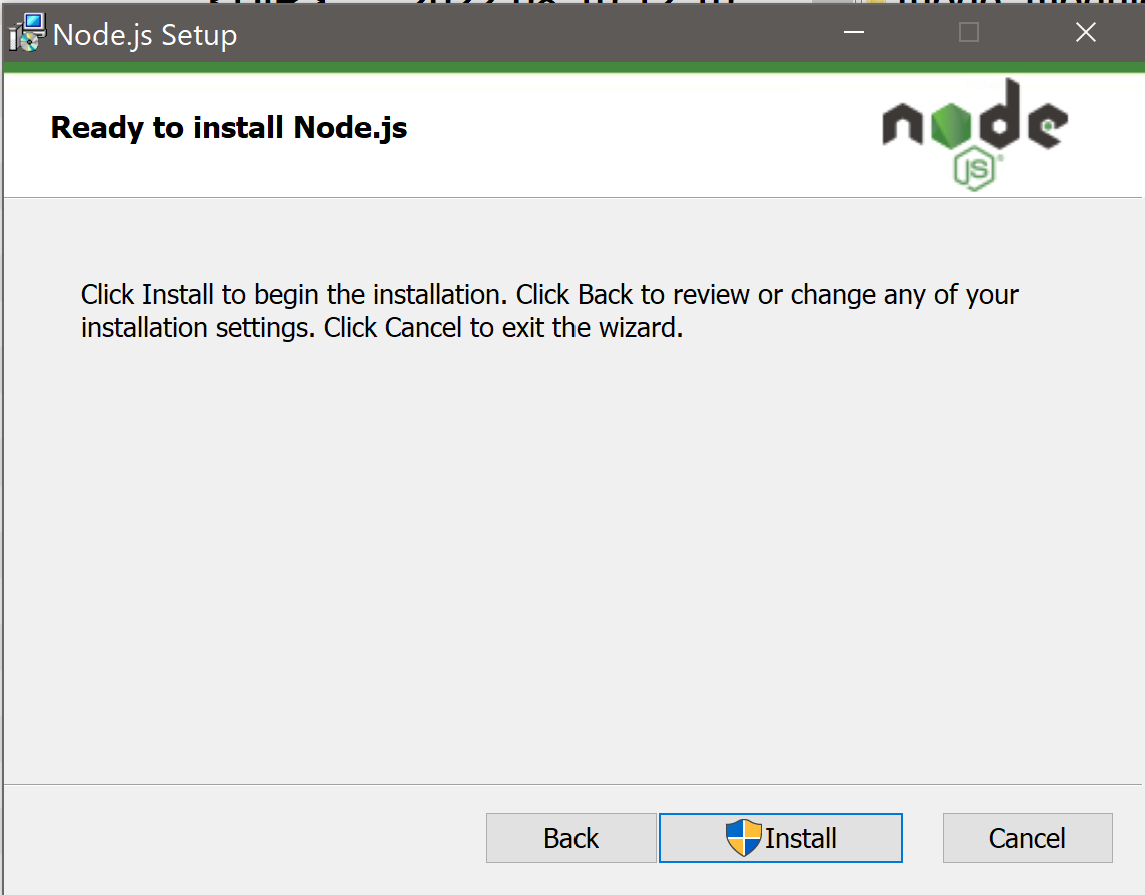 Node.js Setup
Ready to install Node.js
node
JS
Click Install to begin the installation. Click Back to review or change any of your
installation settings. Click Cancel to exit the wizard.
Back
Install
Cancel